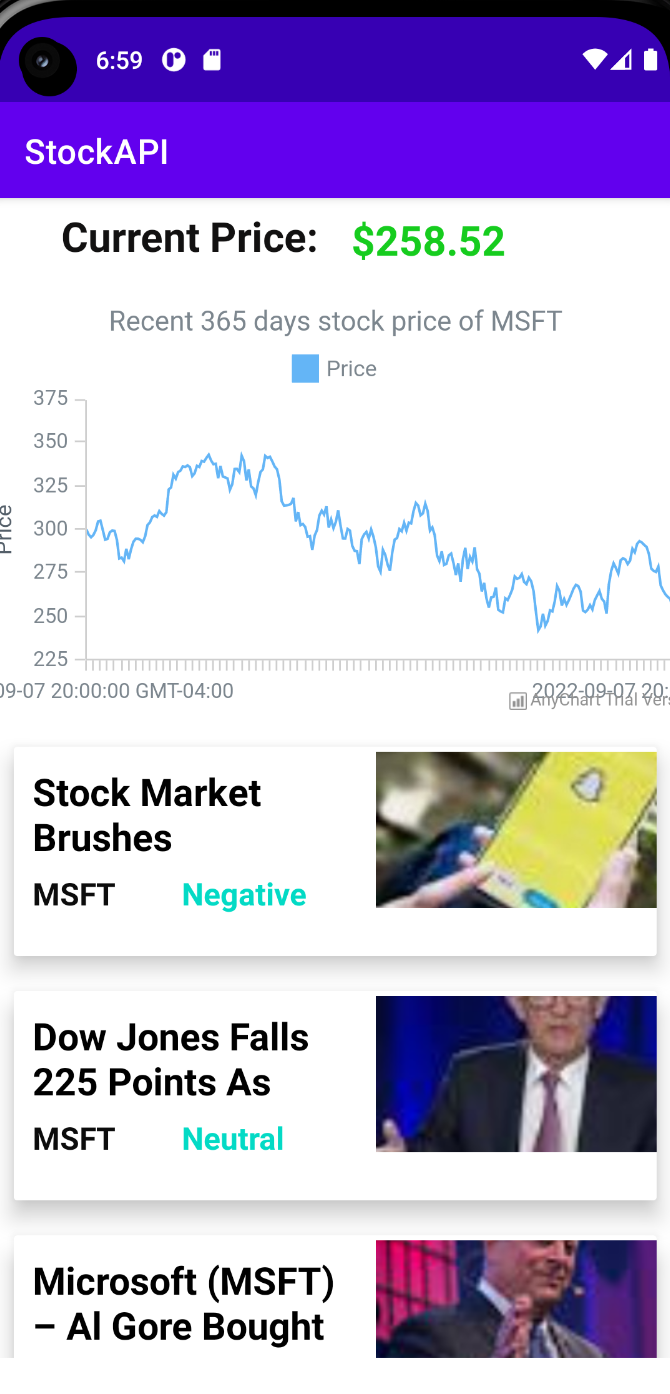 6:59
StockAPI
Current Price: $258.52
Recent 365 days stock price of MSFT
Price
375
350
325
300
275
250
225
Price
09-07 20:00:00 GMT-04:00
2022-09-07 20:
AnyChart Trial Vers
Stock Market
Brushes
MSFT Negative
Dow Jones Falls
225 Points As
MSFT Neutral
Microsoft (MSFT)
– Al Gore Bought